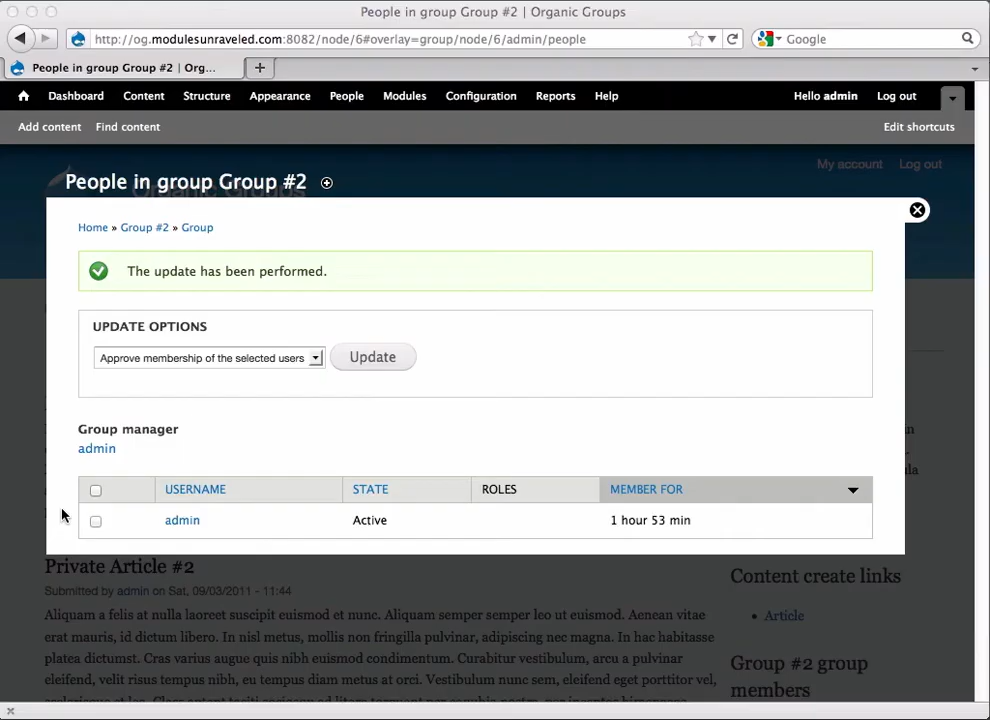 People in group Group #2 | Organic Groups
http://og.modulesunraveled.com:8082/node/6#overlay=group/node/6/admin/people
Google
People in group Group #2 | Org...
Dashboard Content Structure Appearance People Modules Configuration Reports Help Hello admin Log out
Add content Find content Edit shortcuts
My account Log out
People in group Group #2
Organic Groups
Home » Group #2 » Group
The update has been performed.
UPDATE OPTIONS
Approve membership of the selected users Update
Group manager
admin
USERNAME STATE ROLES MEMBER FOR
admin Active 1 hour 53 min
Private Article #2
Submitted by admin on Sat, 09/03/2011 - 11:44
Aliquam a felis at nulla laoreet suscipit euismod et nunc. Aliquam semper semper leo ut euismod. Aenean vitae
erat mauris, id dictum libero. In nisl metus, mollis non fringilla pulvinar, adipiscing nec magna. In hac habitasse
platea dictumst. Cras varius augue quis nibh euismod condimentum. Curabitur vestibulum, arcu a pulvinar
eleifend, velit risus tempus nibh, eu tempus diam metus at orci. Vestibulum nunc sem, eleifend eget porttitor vel,
Content create links
Article
Group #2 group
members